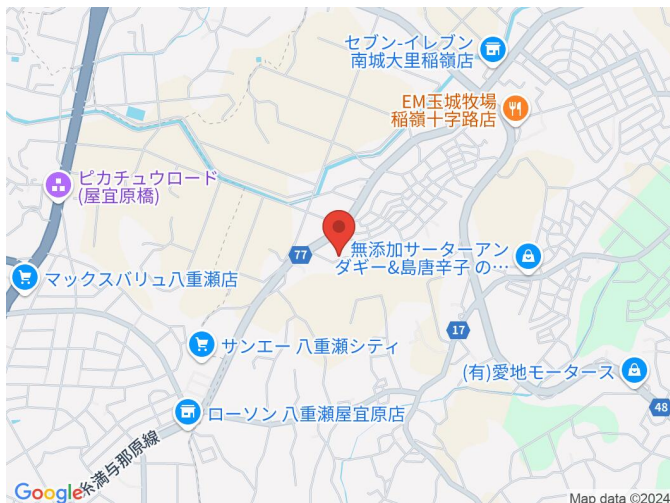 セブン-イレブン
南城大里稲嶺店
EM玉城牧場
稲嶺十字路店
ピカチュウロード
(屋宜原橋)
77
無添加サーターアン
ダギー&島唐辛子 の…
マックスバリュ八重瀬店
17
サンエー 八重瀬シティ
(有)愛地モータース
48
ローソン 八重瀬屋宜原店
糸満与那原線
Google
Map data ©2024